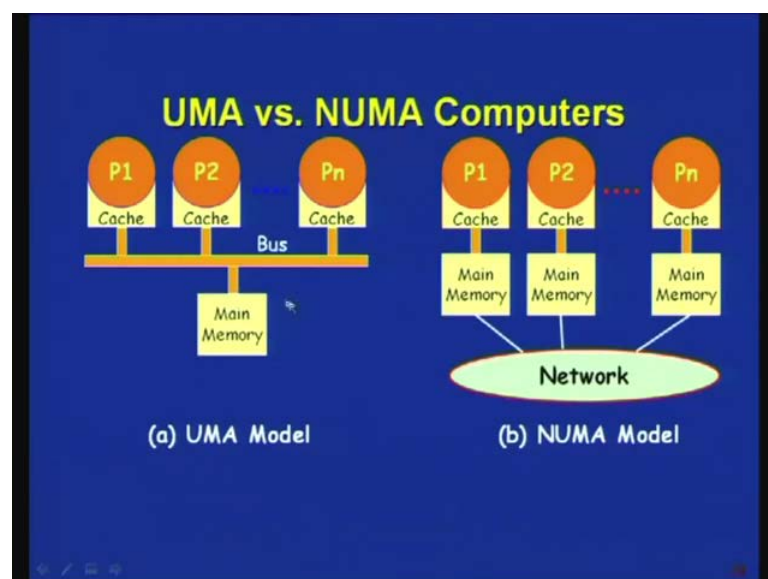 UMA vs. NUMA Computers
P1 P2 .... Pn
Cache Cache Cache
Bus
Main
Memory
(a) UMA Model
P1 P2 .... Pn
Cache Cache Cache
Main Main Main
Memory Memory Memory
Network
(b) NUMA Model